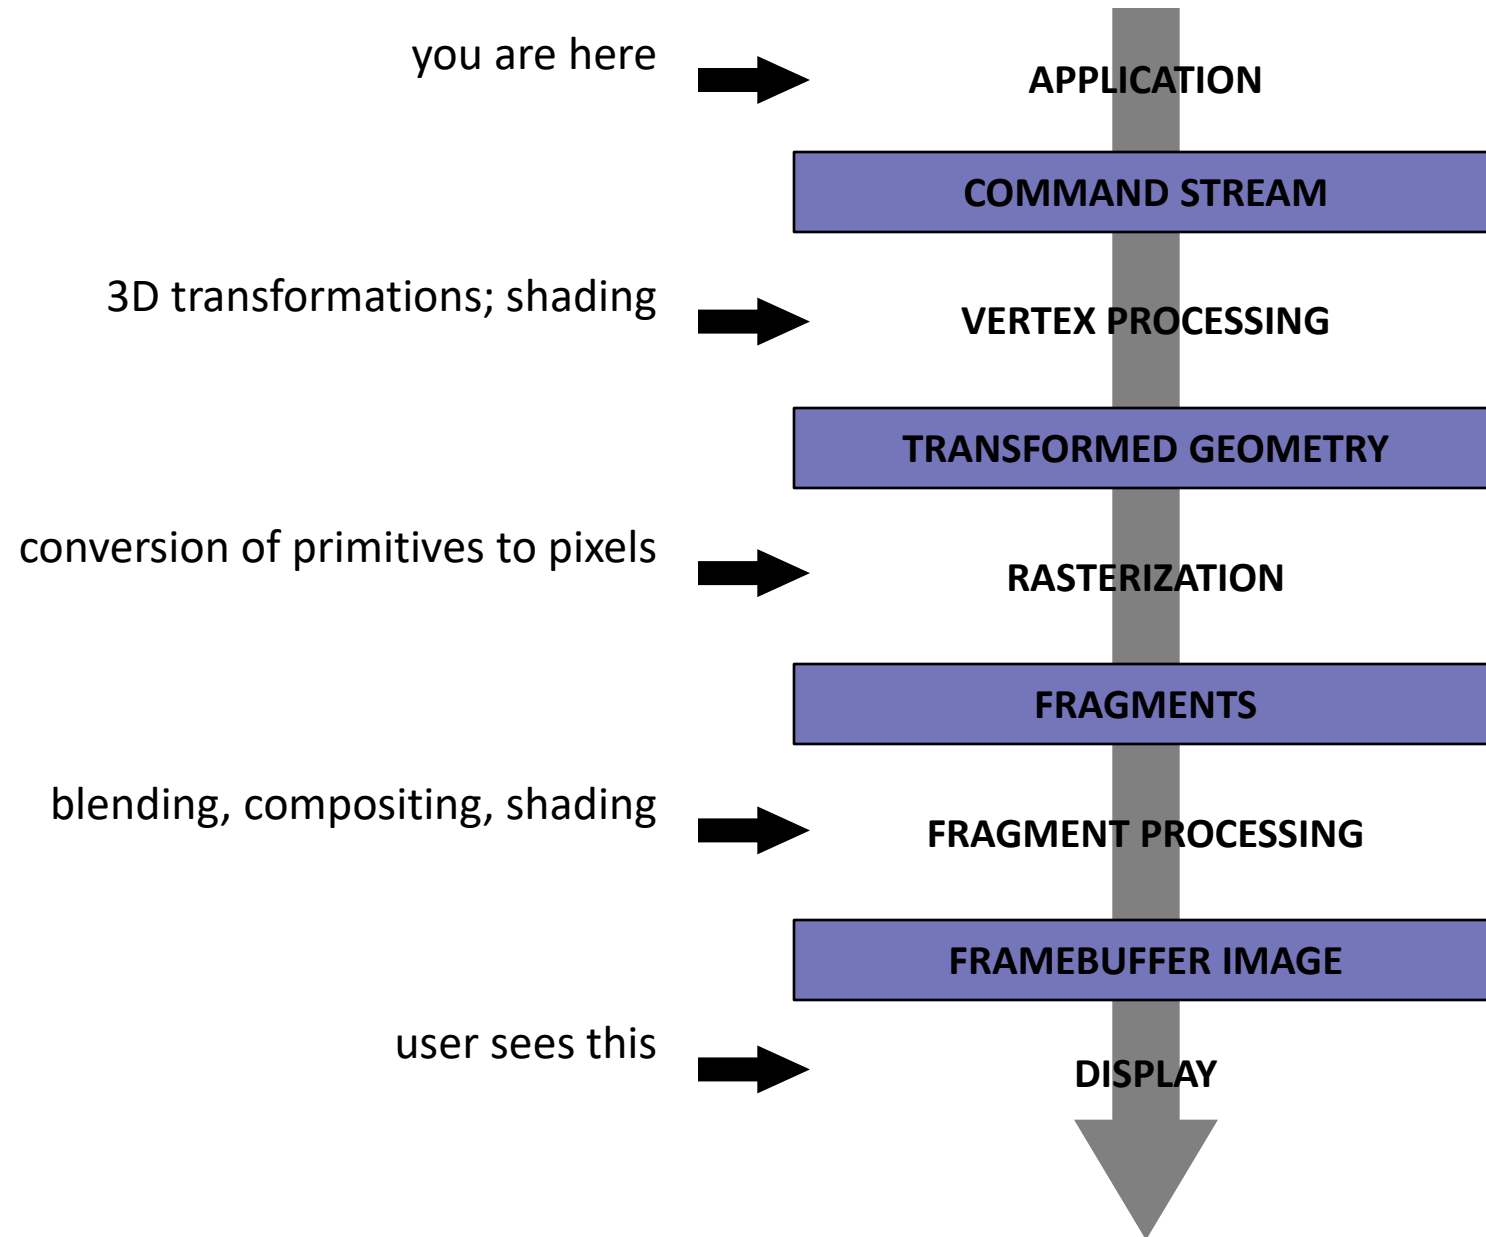 you are here
APPLICATION
COMMAND STREAM
3D transformations; shading
VERTEX PROCESSING
TRANSFORMED GEOMETRY
conversion of primitives to pixels
RASTERIZATION
FRAGMENTS
blending, compositing, shading
FRAGMENT PROCESSING
FRAMEBUFFER IMAGE
user sees this
DISPLAY